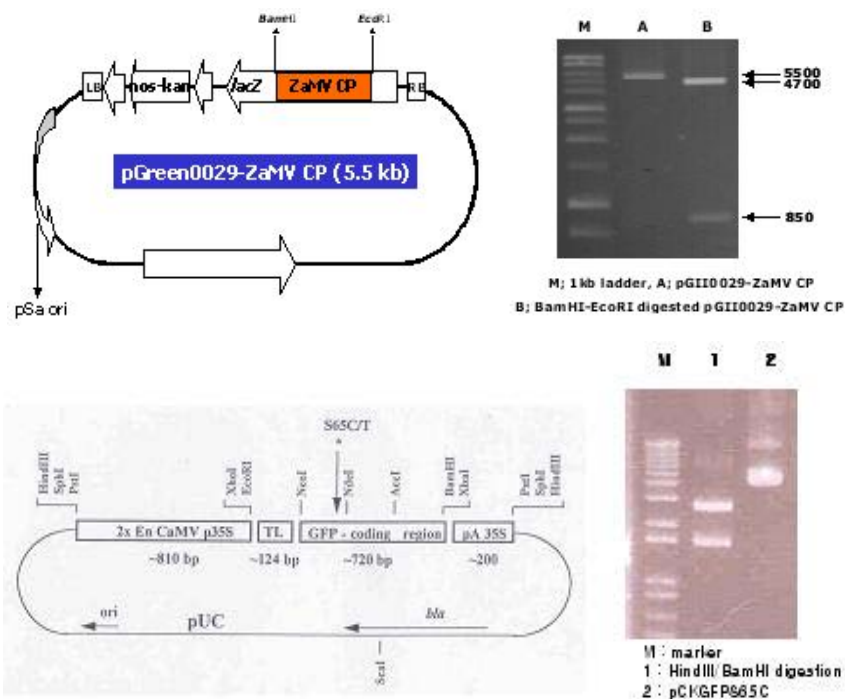 BamHI EcoRI
LB nos-kan lacZ ZaMV CP RB
pGreen0029-ZaMV CP (5.5 kb)
pSa ori
M A B
5500
4700
850
M; 1kb ladder, A; pGII0029-ZaMV CP
B; BamHI-EcoRI digested pGII0029-ZaMV CP
S65C/T
*
HindIII SphI PstI XhoI EcoRI NcoI NdeI AccI BamHI XbaI PstI SphI HindIII
2x En CaMV p35S TL GFP - coding region pA 35S
~810 bp ~124 bp ~720 bp ~200
ori pUC bla
ScaI
M 1 2
M : marker
1 : HindIII/BamHI digestion
2 : pCKGFPS65C